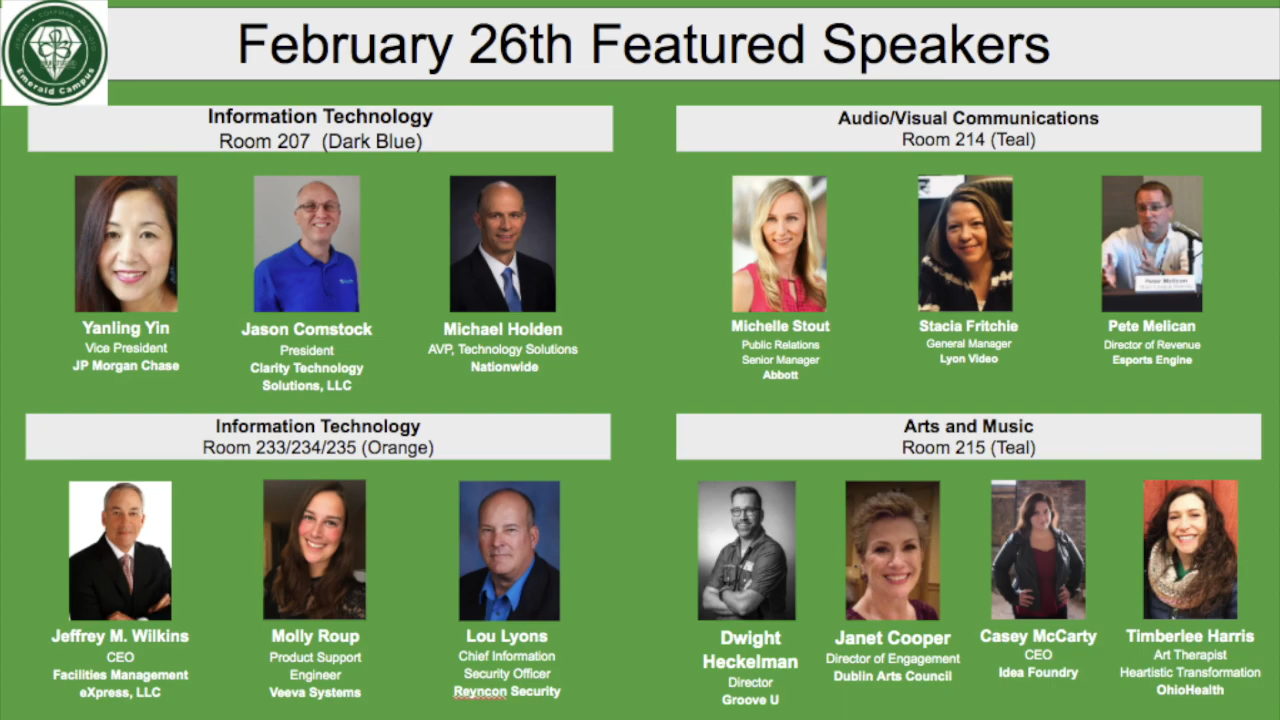 February 26th Featured Speakers
Emerald Campus
Information Technology
Room 207 (Dark Blue)
Yanling Yin
Vice President
JP Morgan Chase
Jason Comstock
President
Clarity Technology
Solutions, LLC
Michael Holden
AVP, Technology Solutions
Nationwide
Audio/Visual Communications
Room 214 (Teal)
Michelle Stout
Public Relations
Senior Manager
Abbott
Stacia Fritchie
General Manager
Lyon Video
Pete Melican
Director of Revenue
Esports Engine
Information Technology
Room 233/234/235 (Orange)
Jeffrey M. Wilkins
CEO
Facilities Management
eXpress, LLC
Molly Roup
Product Support
Engineer
Veeva Systems
Lou Lyons
Chief Information
Security Officer
Reyncon Security
Arts and Music
Room 215 (Teal)
Dwight
Heckelman
Director
Groove U
Janet Cooper
Director of Engagement
Dublin Arts Council
Casey McCarty
CEO
Idea Foundry
Timberlee Harris
Art Therapist
Heartistic Transformation
OhioHealth